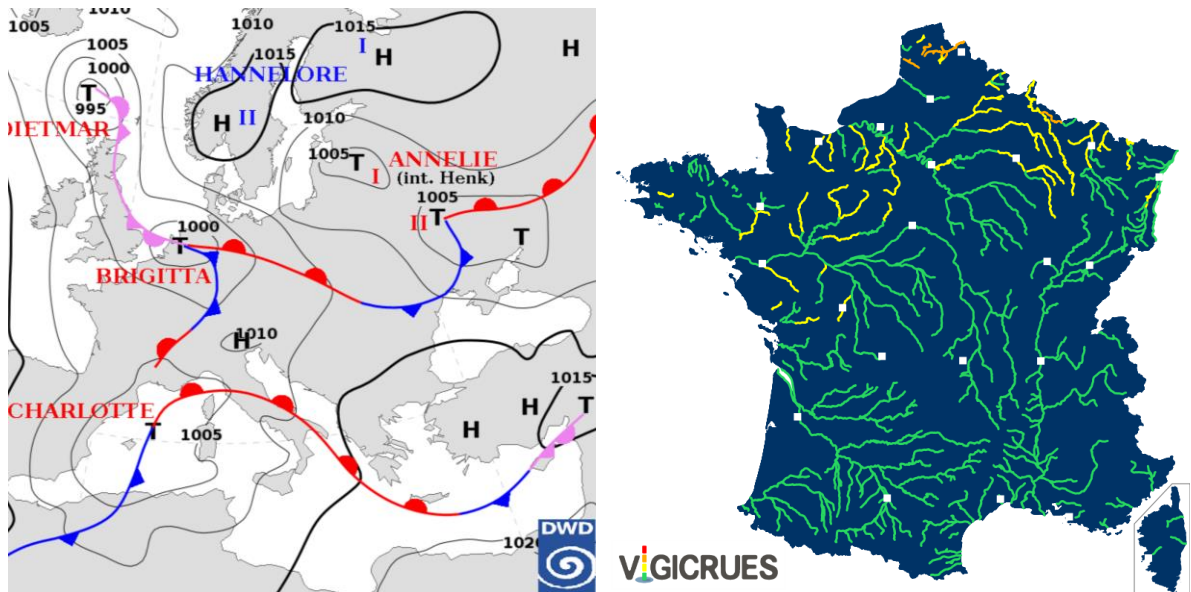 1010
1005
1010
1015
I
H
H
1005
1000
1015
HANNELORE
T
995
H
II
DIETMAR
1010
1005
T
I
ANNELIE
(int. Henk)
1005
II
T
T
1000
T
BRIGITTA
H
1010
CHARLOTTE
T
1005
1015
H
T
H
1020
DWD
VIGICRUES